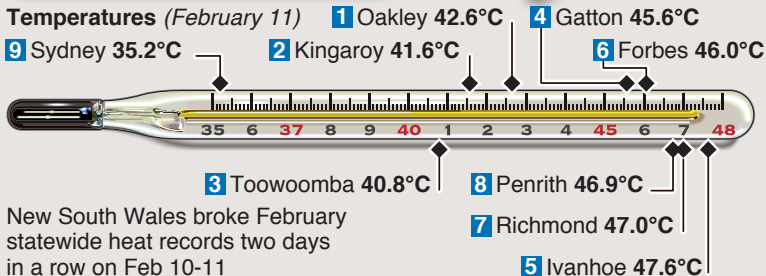 Temperatures (February 11) 1 Oakley 42.6°C 4 Gatton 45.6°C
9 Sydney 35.2°C 2 Kingaroy 41.6°C 6 Forbes 46.0°C
35 6 37 8 9 40 1 2 3 4 45 6 7 48
3 Toowoomba 40.8°C 8 Penrith 46.9°C
New South Wales broke February
statewide heat records two days
in a row on Feb 10-11
7 Richmond 47.0°C
5 Ivanhoe 47.6°C